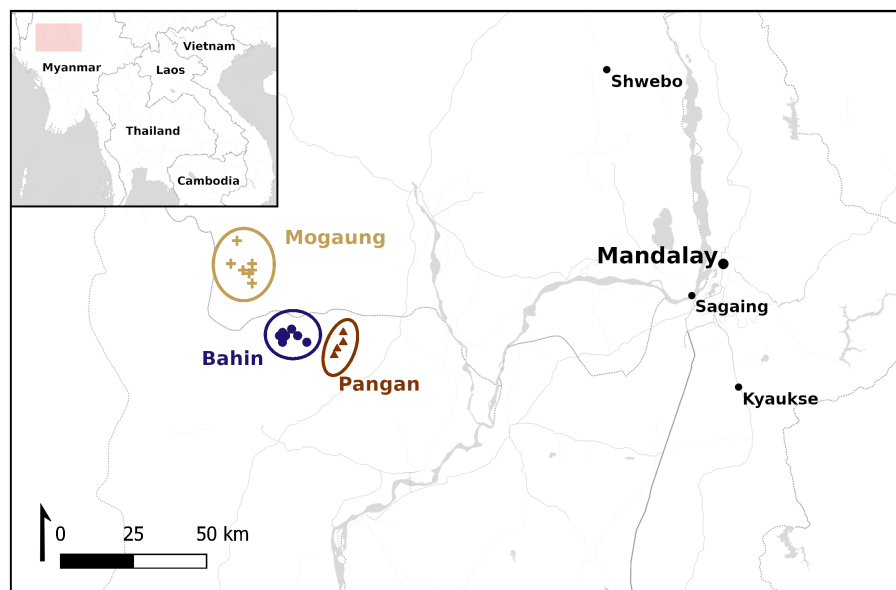 Vietnam
Myanmar
Laos
Thailand
Cambodia
Shwebo
Mogaung
Mandalay
Sagaing
Bahin
Pangan
Kyaukse
0 25 50 km